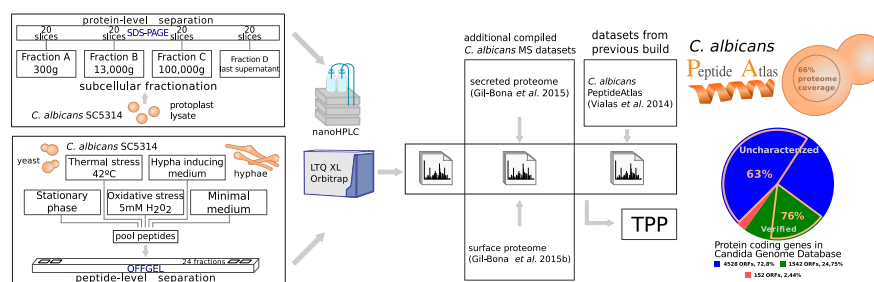 protein-level separation
20 slices
20 slices
20 slices
20 slices
SDS-PAGE
Fraction A
300g
Fraction B
13,000g
Fraction C
100,000g
Fraction D
last supernatant
subcellular fractionation
C. albicans SC5314
protoplast
lysate
C. albicans SC5314
yeast
hyphae
Thermal stress
42ºC
Hypha inducing
medium
Stationary
phase
Oxidative stress
5mM H2O2
Minimal
medium
pool peptides
24 fractions
OFFGEL
peptide-level separation
nanoHPLC
LTQ XL
Orbitrap
additional compiled
C. albicans MS datasets
secreted proteome
(Gil-Bona et al. 2015)
surface proteome
(Gil-Bona et al. 2015b)
datasets from
previous build
C. albicans
PeptideAtlas
(Vialas et al. 2014)
TPP
C. albicans
Peptide Atlas
66%
proteome
coverage
Uncharacterized
63%
76%
Verified
Protein coding genes in
Candida Genome Database
4528 ORFs, 72,8%
1542 ORFs, 24,75%
152 ORFs, 2,44%